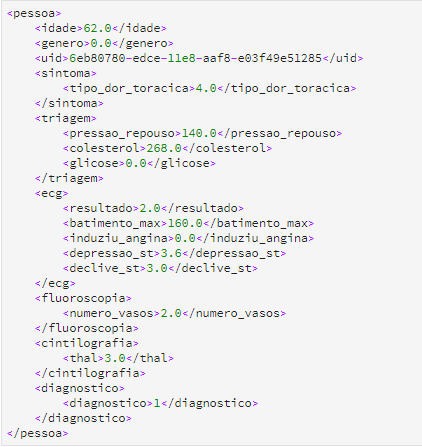 <pessoa>
    <idade>62.0</idade>
    <genero>0.0</genero>
    <uid>6eb80780-edce-11e8-aaf8-e03f49e51285</uid>
    <sintoma>
        <tipo_dor_toracica>4.0</tipo_dor_toracica>
    </sintoma>
    <triagem>
        <pressao_repouso>140.0</pressao_repouso>
        <colesterol>268.0</colesterol>
        <glicose>0.0</glicose>
    </triagem>
    <ecg>
        <resultado>2.0</resultado>
        <batimento_max>160.0</batimento_max>
        <induziu_angina>0.0</induziu_angina>
        <depressao_st>3.6</depressao_st>
        <declive_st>3.0</declive_st>
    </ecg>
    <fluoroscopia>
        <numero_vasos>2.0</numero_vasos>
    </fluoroscopia>
    <cintilografia>
        <thal>3.0</thal>
    </cintilografia>
    <diagnostico>
        <diagnostico>1</diagnostico>
    </diagnostico>
</pessoa>